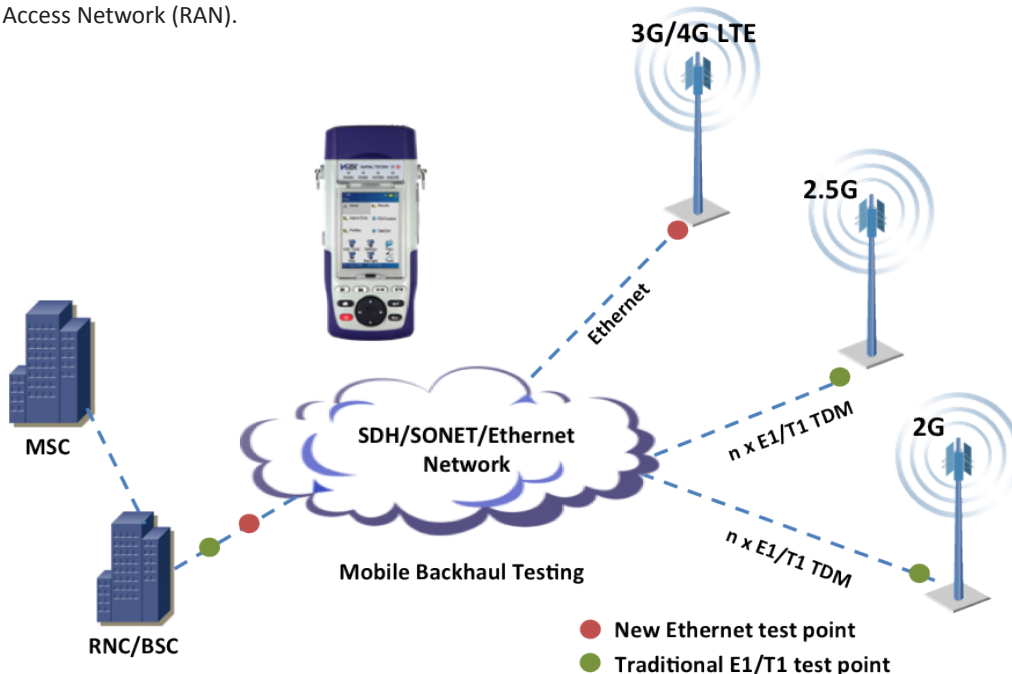 Access Network (RAN).
3G/4G LTE
2.5G
Ethernet
SDH/SONET/Ethernet
Network
n x E1/T1 TDM
2G
MSC
n x E1/T1 TDM
Mobile Backhaul Testing
RNC/BSC
New Ethernet test point
Traditional E1/T1 test point